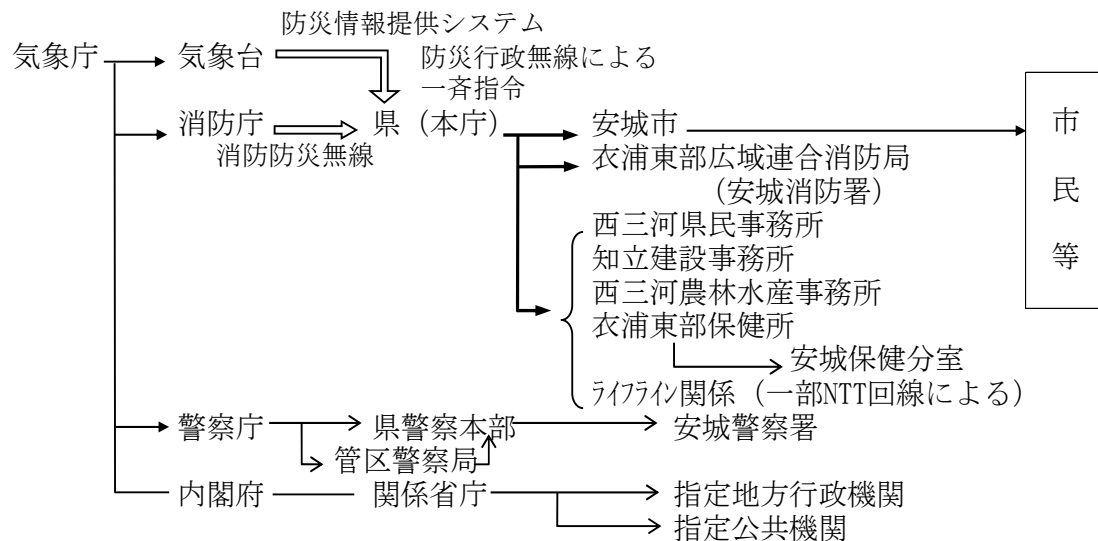 防災情報提供システム
気象庁
気象台
防災行政無線による
一斉指令
消防庁
県（本庁）
安城市
消防防災無線
衣浦東部広域連合消防局
（安城消防署）
西三河県民事務所
知立建設事務所
西三河農林水産事務所
衣浦東部保健所
安城保健分室
ﾗｲﾌﾗｲﾝ関係（一部NTT回線による）
市民等
警察庁
県警察本部
安城警察署
管区警察局
内閣府
関係省庁
指定地方行政機関
指定公共機関